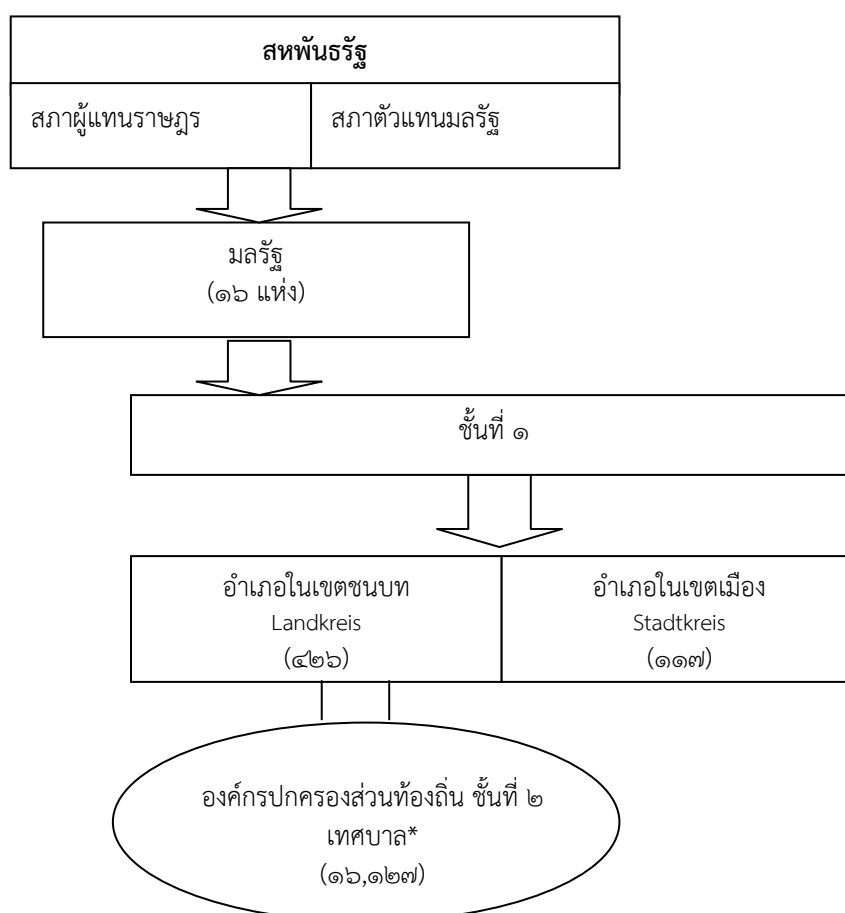 สหพันธรัฐ
สภาผู้แทนราษฎร
สภาตัวแทนมลรัฐ
มลรัฐ
(๑๖ แห่ง)
ชั้นที่ ๑
อำเภอในเขตชนบท
Landkreis
(๔๒๖)
อำเภอในเขตเมือง
Stadtkreis
(๑๑๗)
องค์กรปกครองส่วนท้องถิ่น ชั้นที่ ๒
เทศบาล*
(๑๖,๑๒๗)